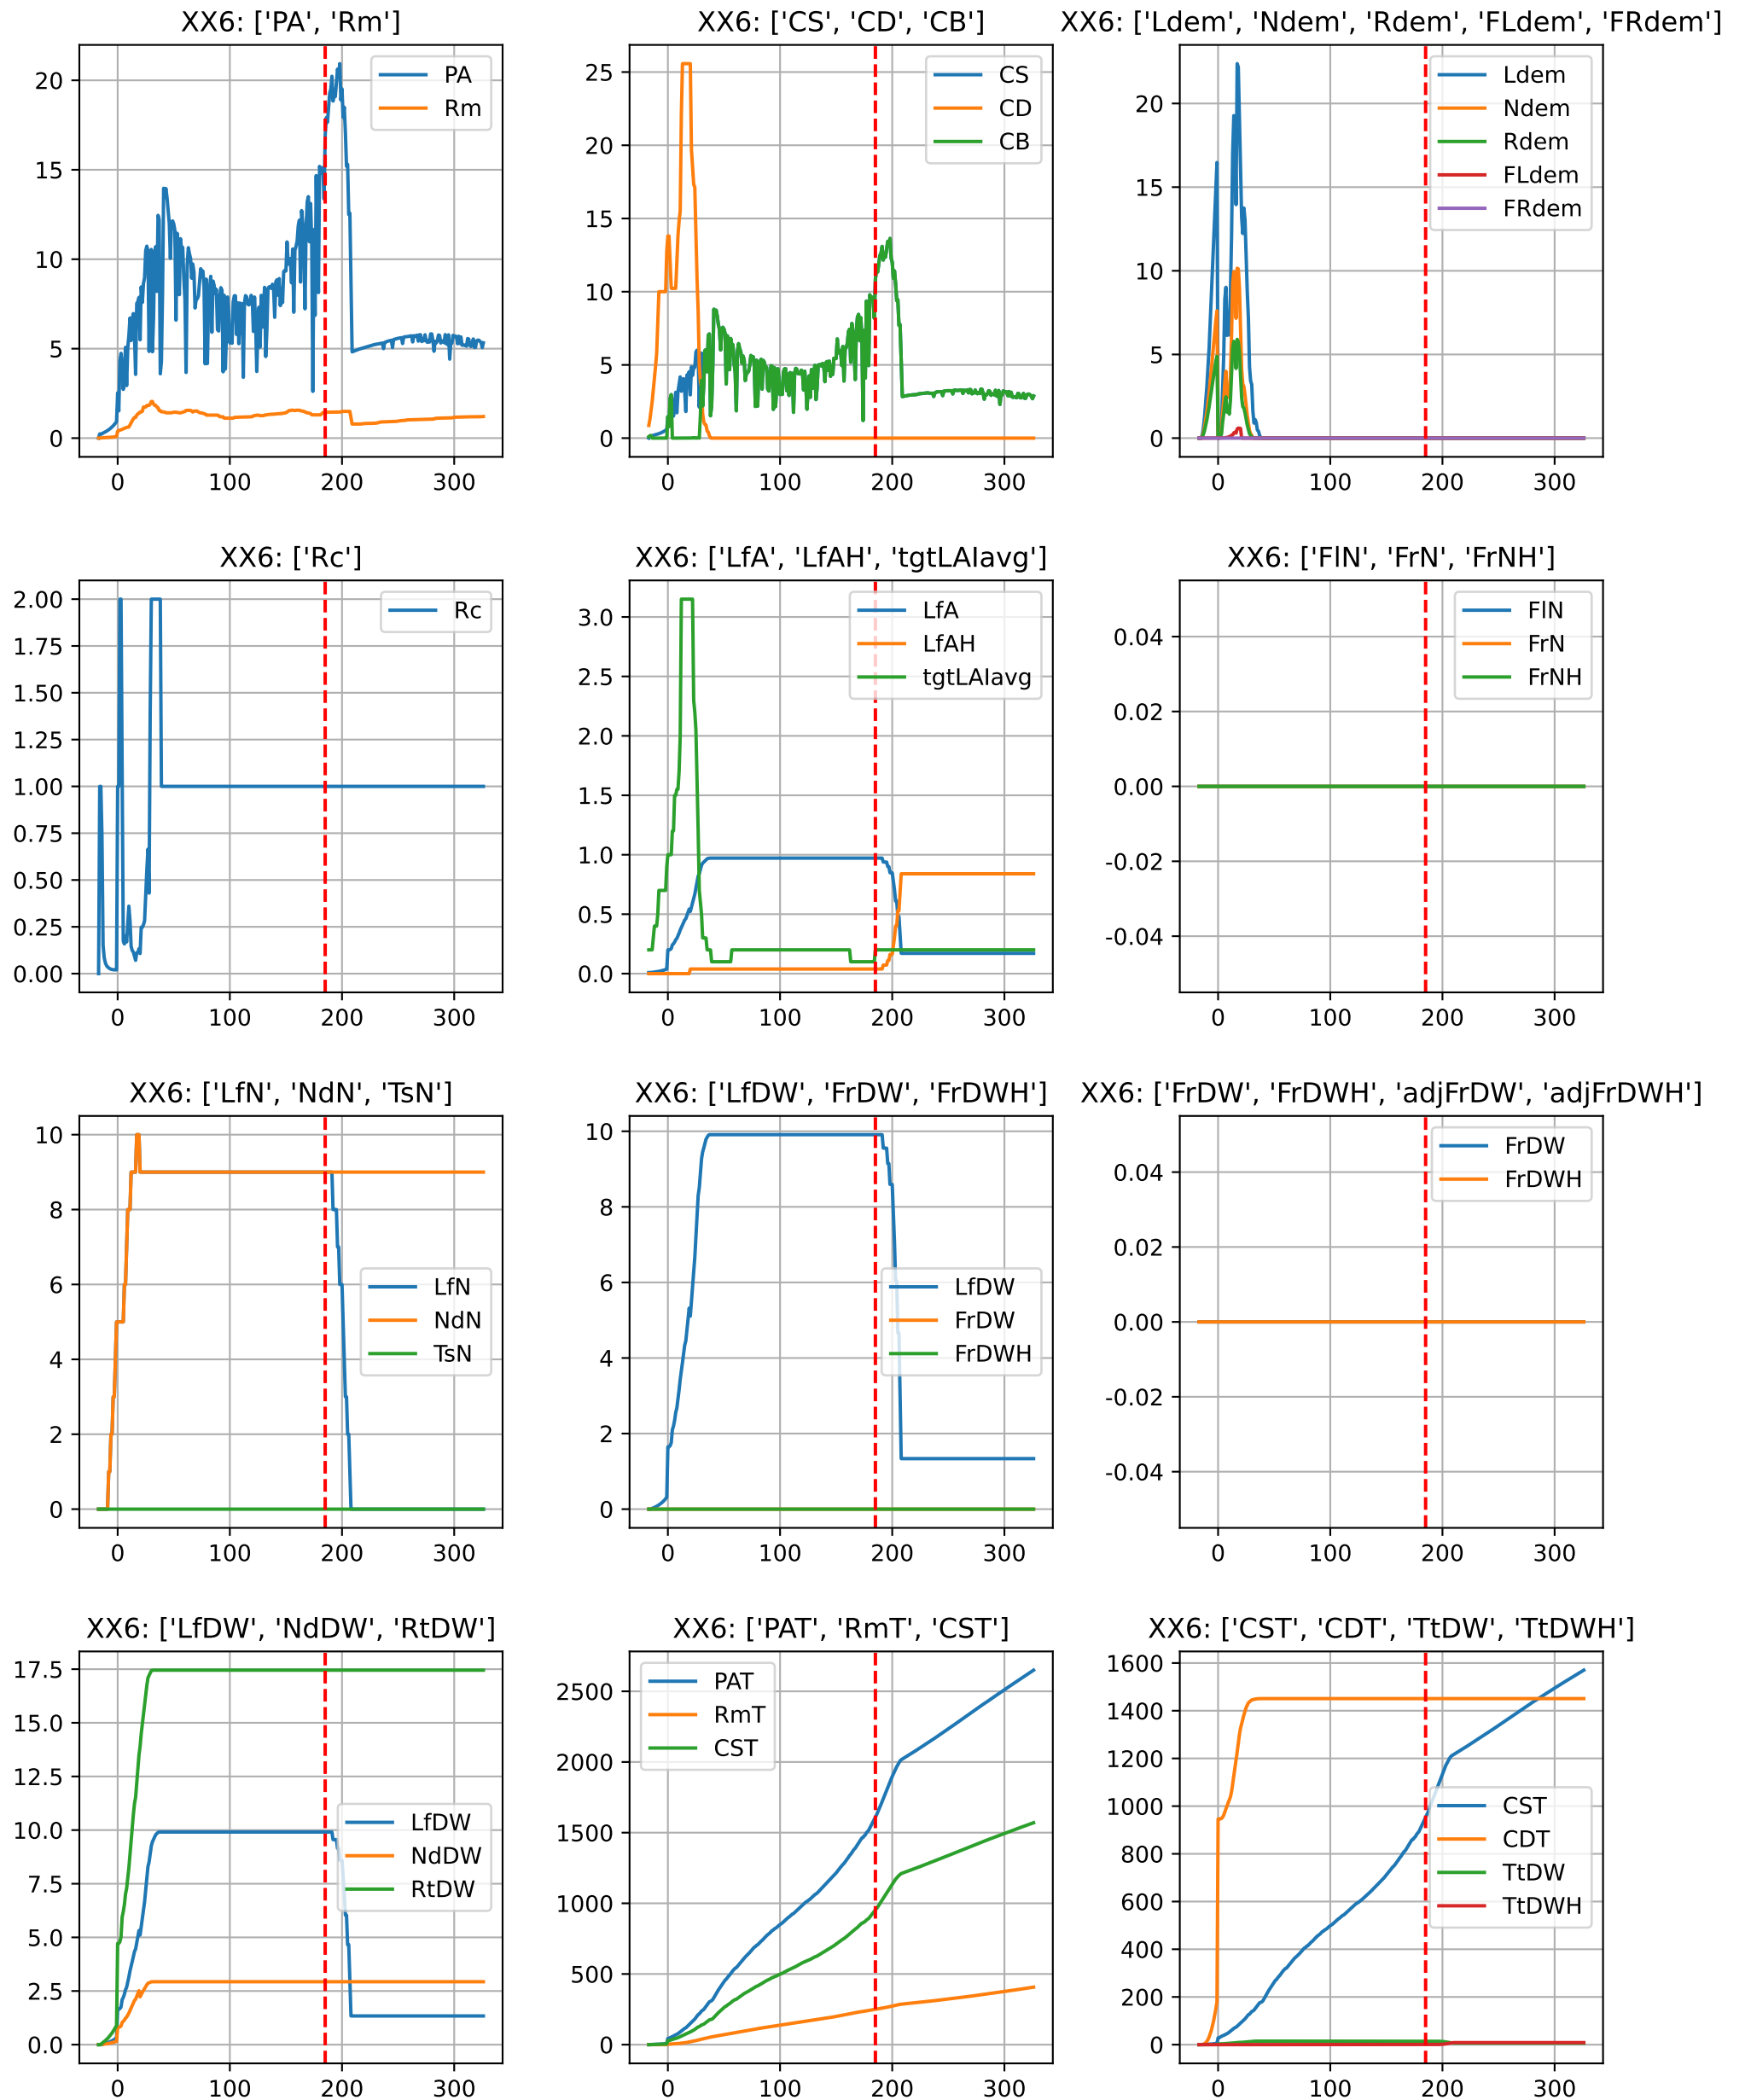 XX6: ['PA', 'Rm']
20
15
10
5
0
0 100 200 300
PA
Rm
XX6: ['CS', 'CD', 'CB']
25
20
15
10
5
0
0 100 200 300
CS
CD
CB
XX6: ['Ldem', 'Ndem', 'Rdem', 'FLdem', 'FRdem']
20
15
10
5
0
0 100 200 300
Ldem
Ndem
Rdem
FLdem
FRdem
XX6: ['Rc']
2.00
1.75
1.50
1.25
1.00
0.75
0.50
0.25
0.00
0 100 200 300
Rc
XX6: ['LfA', 'LfAH', 'tgtLAIavg']
3.0
2.5
2.0
1.5
1.0
0.5
0.0
0 100 200 300
LfA
LfAH
tgtLAIavg
XX6: ['FlN', 'FrN', 'FrNH']
0.04
0.02
0.00
-0.02
-0.04
0 100 200 300
FlN
FrN
FrNH
XX6: ['LfN', 'NdN', 'TsN']
10
8
6
4
2
0
0 100 200 300
LfN
NdN
TsN
XX6: ['LfDW', 'FrDW', 'FrDWH']
10
8
6
4
2
0
0 100 200 300
LfDW
FrDW
FrDWH
XX6: ['FrDW', 'FrDWH', 'adjFrDW', 'adjFrDWH']
0.04
0.02
0.00
-0.02
-0.04
0 100 200 300
FrDW
FrDWH
XX6: ['LfDW', 'NdDW', 'RtDW']
17.5
15.0
12.5
10.0
7.5
5.0
2.5
0.0
0 100 200 300
LfDW
NdDW
RtDW
XX6: ['PAT', 'RmT', 'CST']
2500
2000
1500
1000
500
0
0 100 200 300
PAT
RmT
CST
XX6: ['CST', 'CDT', 'TtDW', 'TtDWH']
1600
1400
1200
1000
800
600
400
200
0
0 100 200 300
CST
CDT
TtDW
TtDWH